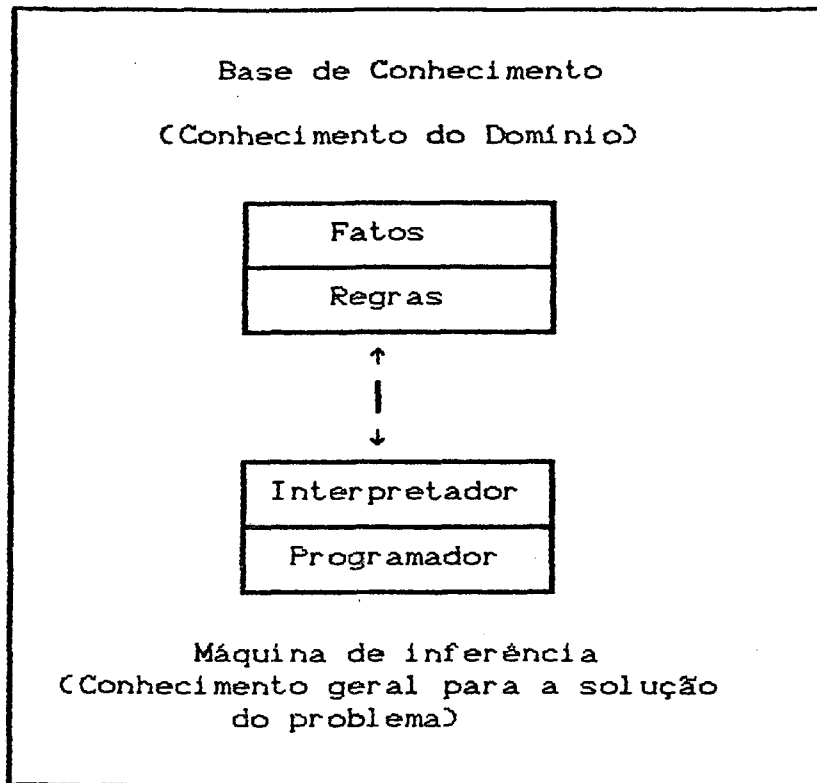 Base de Conhecimento
(Conhecimento do Domínio)
Fatos
Regras
Interpretador
Programador
Máquina de inferência
(Conhecimento geral para a solução
do problema)